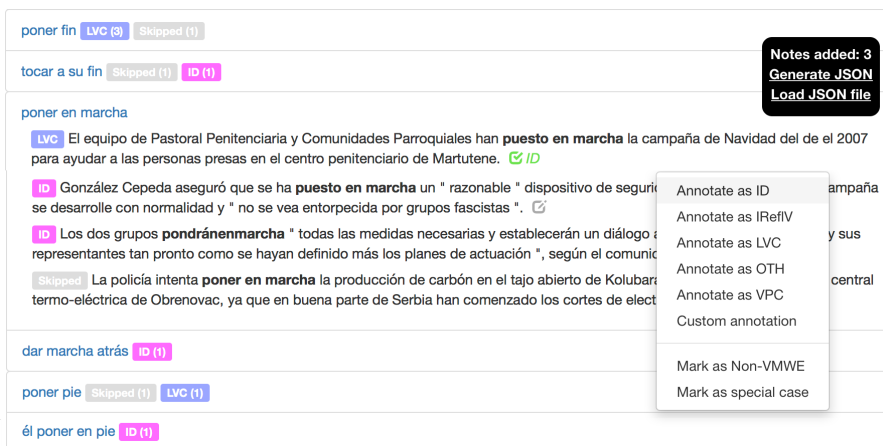 poner fin LVC (3) Skipped (1)
Notes added: 3
Generate JSON
Load JSON file
tocar a su fin Skipped (1) ID (1)
poner en marcha
LVC El equipo de Pastoral Penitenciaria y Comunidades Parroquiales han puesto en marcha la campaña de Navidad del de el 2007
para ayudar a las personas presas en el centro penitenciario de Martutene. ID
ID González Cepeda aseguró que se ha puesto en marcha un " razonable " dispositivo de seguri ampaña
se desarrolle con normalidad y " no se vea entorpecida por grupos fascistas ".
ID Los dos grupos pondránenmarcha " todas las medidas necesarias y establecerán un diálogo a y sus
representantes tan pronto como se hayan definido más los planes de actuación ", según el comunic
Skipped La policía intenta poner en marcha la producción de carbón en el tajo abierto de Kolubara central
termo-eléctrica de Obrenovac, ya que en buena parte de Serbia han comenzado los cortes de elect
Annotate as ID
Annotate as IReflV
Annotate as LVC
Annotate as OTH
Annotate as VPC
Custom annotation
Mark as Non-VMWE
Mark as special case
dar marcha atrás ID (1)
poner pie Skipped (1) LVC (1)
él poner en pie ID (1)